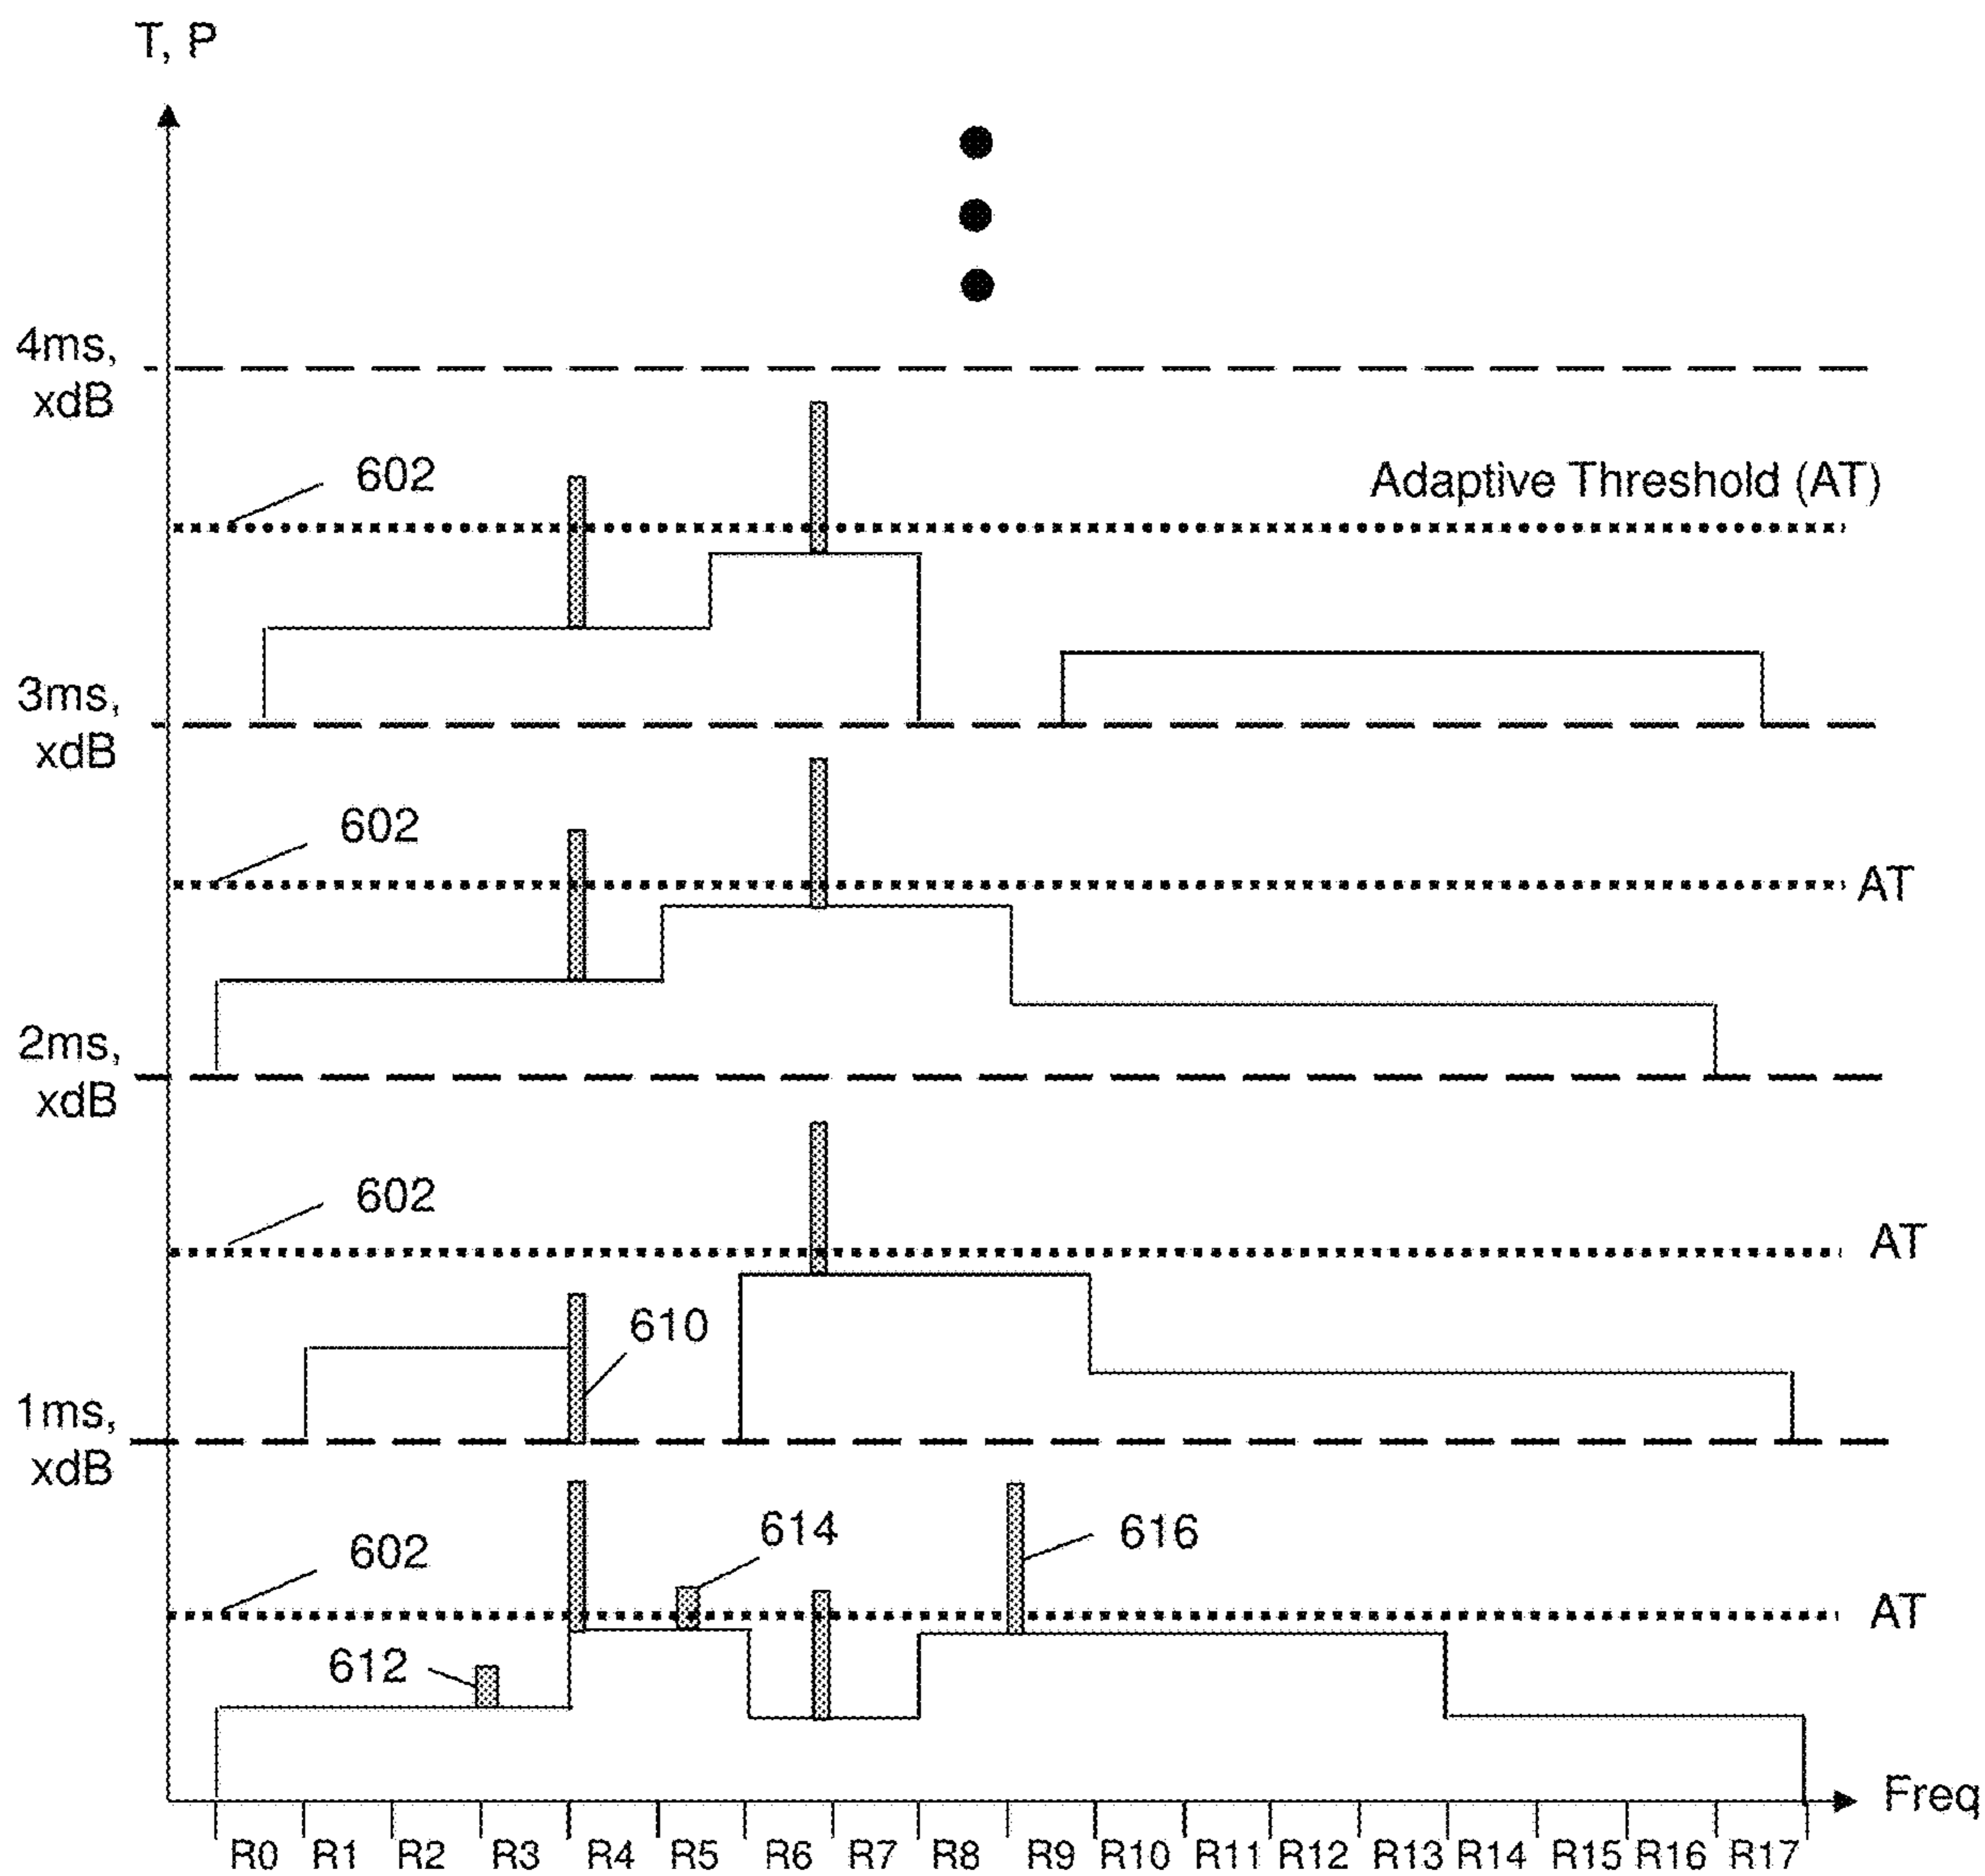 T, P
4ms,
xdB
602
Adaptive Threshold (AT)
3ms,
xdB
602
AT
2ms,
xdB
602
AT
610
1ms,
xdB
614
616
602
AT
612
Freq
R0 R1 R2 R3 R4 R5 R6 R7 R8 R9 R10 R11 R12 R13 R14 R15 R16 R17